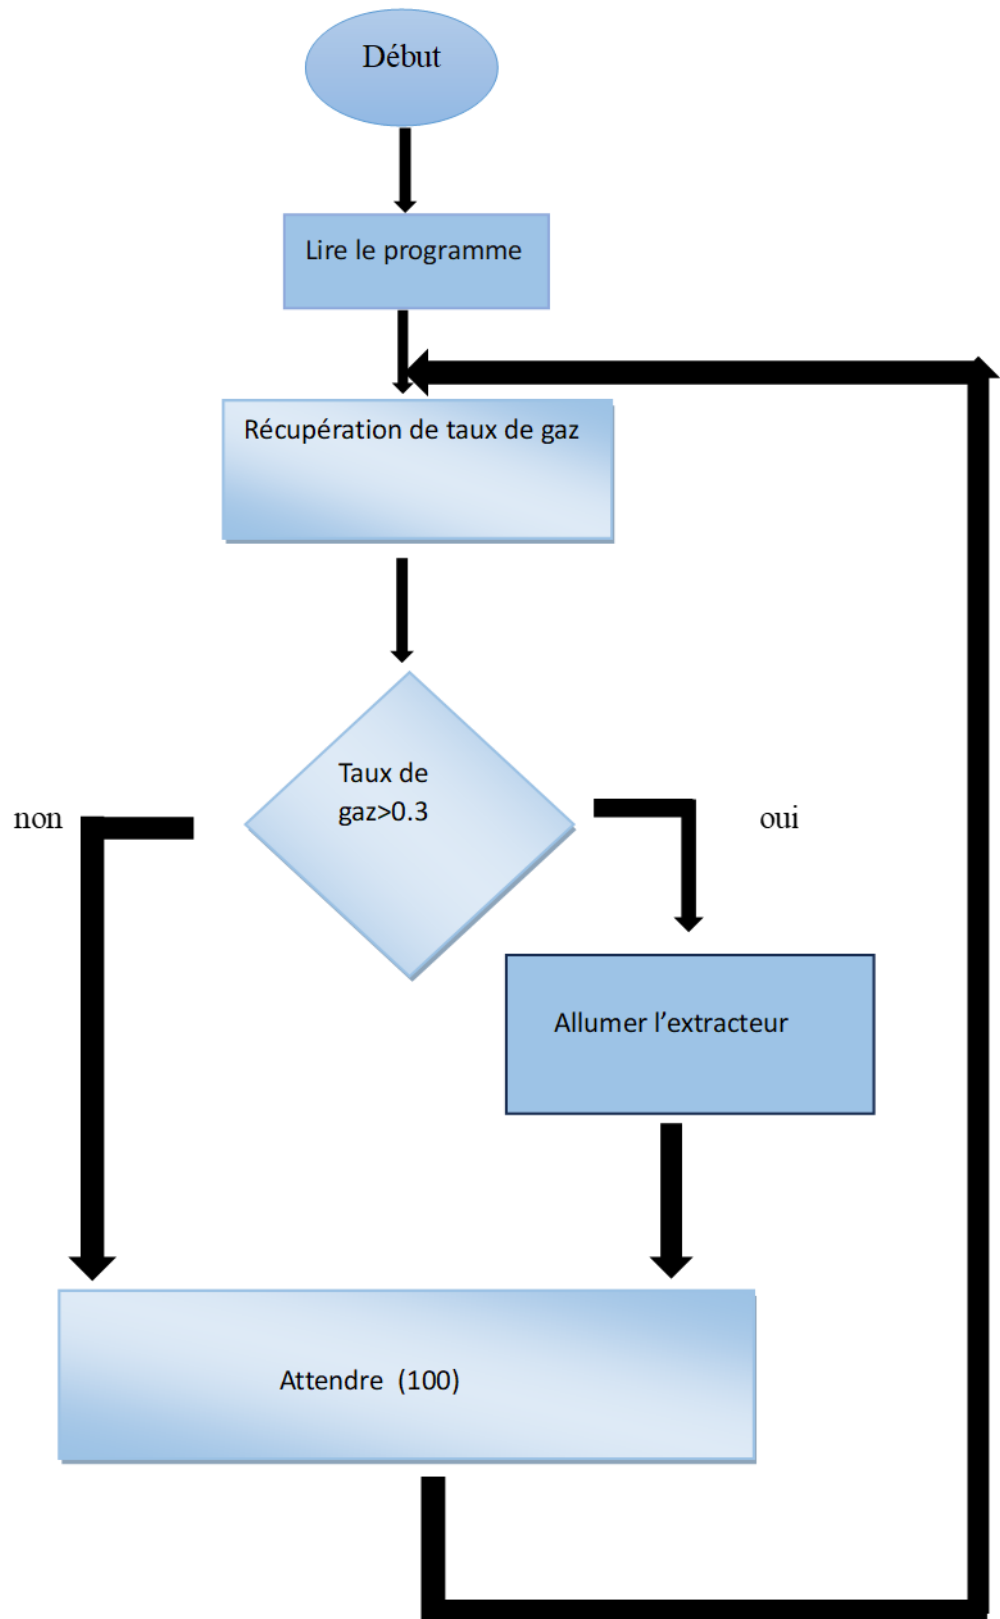 Début
Lire le programme
Récupération de taux de gaz
Taux de
gaz>0.3
non
oui
Allumer l’extracteur
Attendre (100)